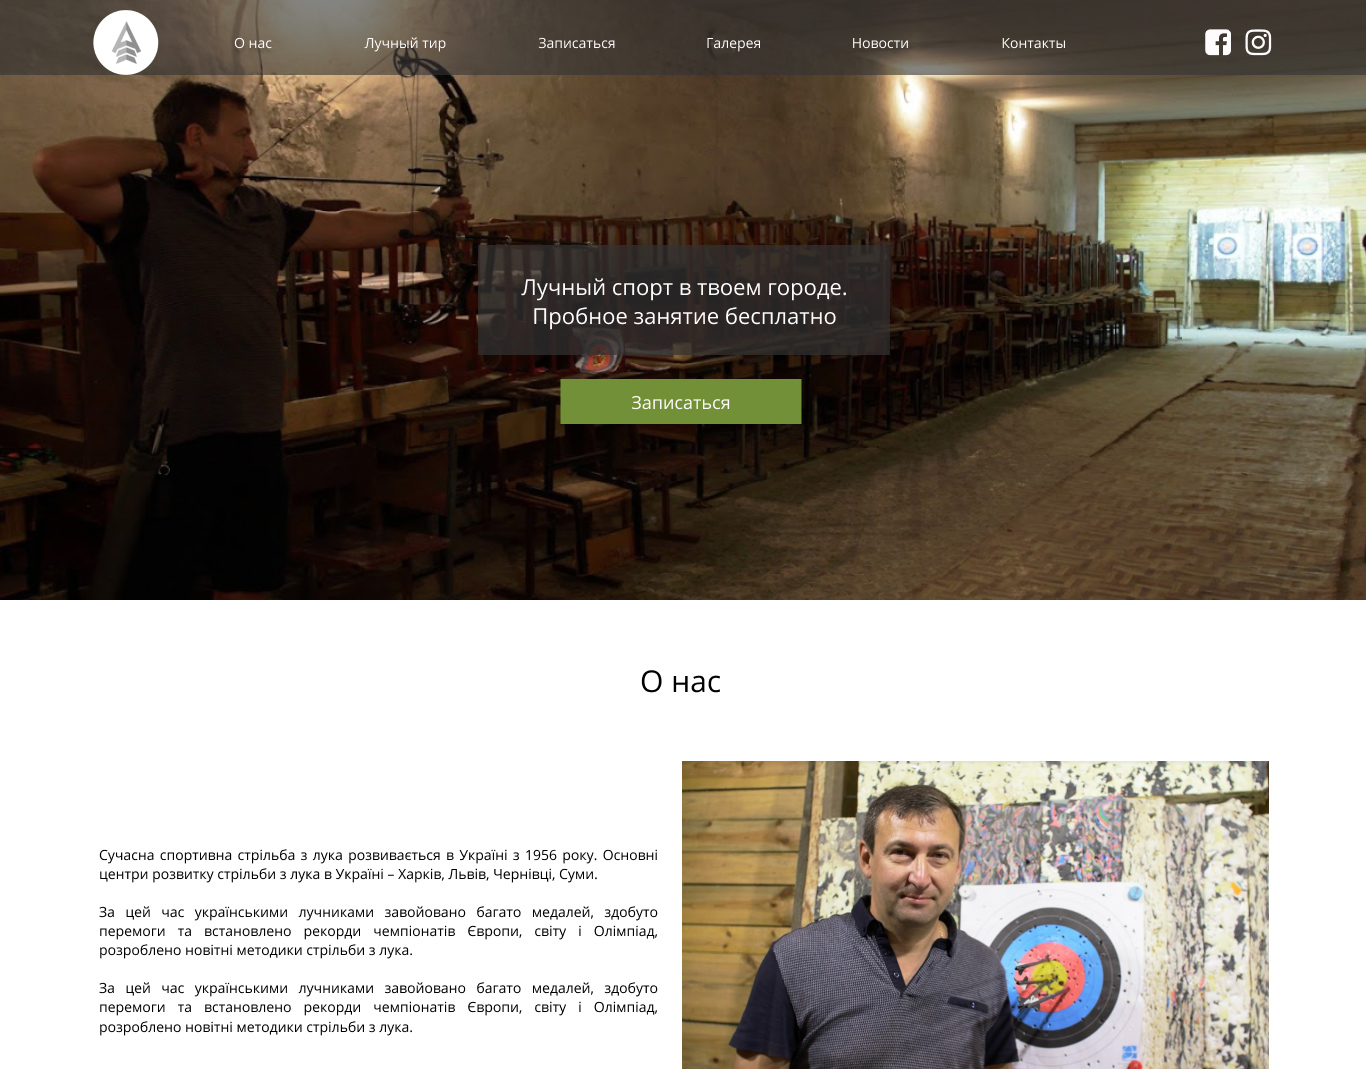 О нас
Лучный тир
Записаться
Галерея
Новости
Контакты
Лучный спорт в твоем городе.
Пробное занятие бесплатно
Записаться
О нас
Сучасна спортивна стрільба з лука розвивається в Україні з 1956 року. Основні
центри розвитку стрільби з лука в Україні – Харків, Львів, Чернівці, Суми.
За цей час українськими лучниками завойовано багато медалей, здобуто
перемоги та встановлено рекорди чемпіонатів Європи, світу і Олімпіад,
розроблено новітні методики стрільби з лука.
За цей час українськими лучниками завойовано багато медалей, здобуто
перемоги та встановлено рекорди чемпіонатів Європи, світу і Олімпіад,
розроблено новітні методики стрільби з лука.